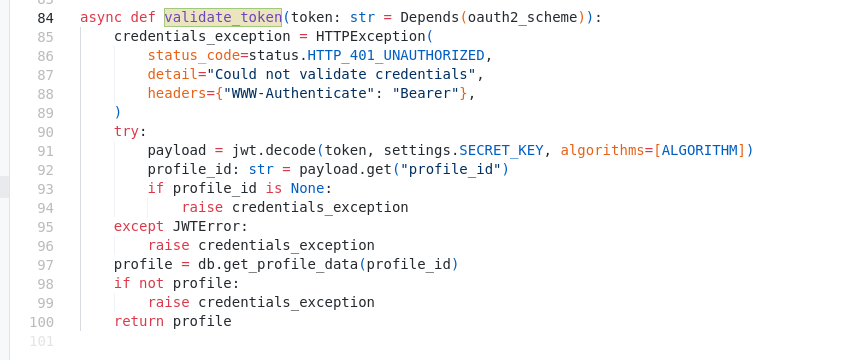 84 async def validate_token(token: str = Depends(oauth2_scheme)):
85     credentials_exception = HTTPException(
86         status_code=status.HTTP_401_UNAUTHORIZED,
87         detail="Could not validate credentials",
88         headers={"WWW-Authenticate": "Bearer"},
89     )
90     try:
91         payload = jwt.decode(token, settings.SECRET_KEY, algorithms=[ALGORITHM])
92         profile_id: str = payload.get("profile_id")
93         if profile_id is None:
94             raise credentials_exception
95     except JWTError:
96         raise credentials_exception
97     profile = db.get_profile_data(profile_id)
98     if not profile:
99         raise credentials_exception
100     return profile
101